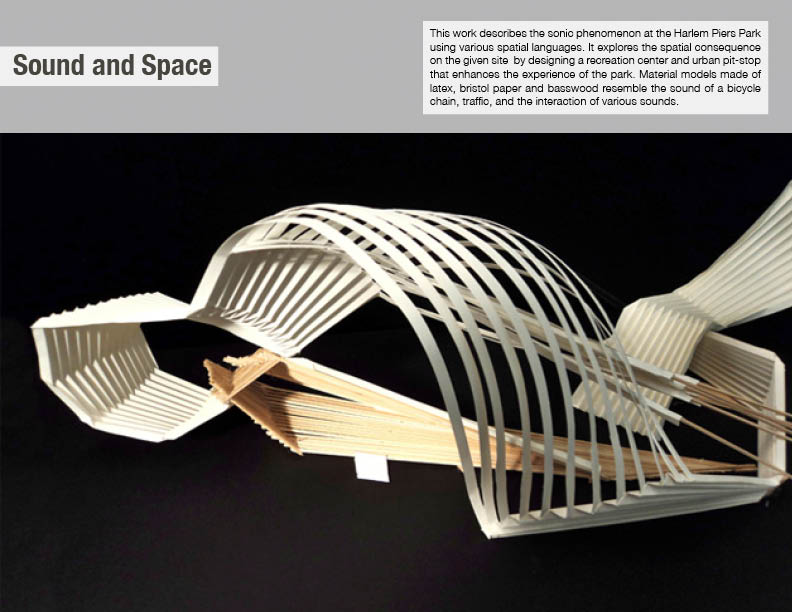 Sound and Space
This work describes the sonic phenomenon at the Harlem Piers Park
using various spatial languages. It explores the spatial consequence
on the given site by designing a recreation center and urban pit-stop
that enhances the experience of the park. Material models made of
latex, bristol paper and basswood resemble the sound of a bicycle
chain, traffic, and the interaction of various sounds.